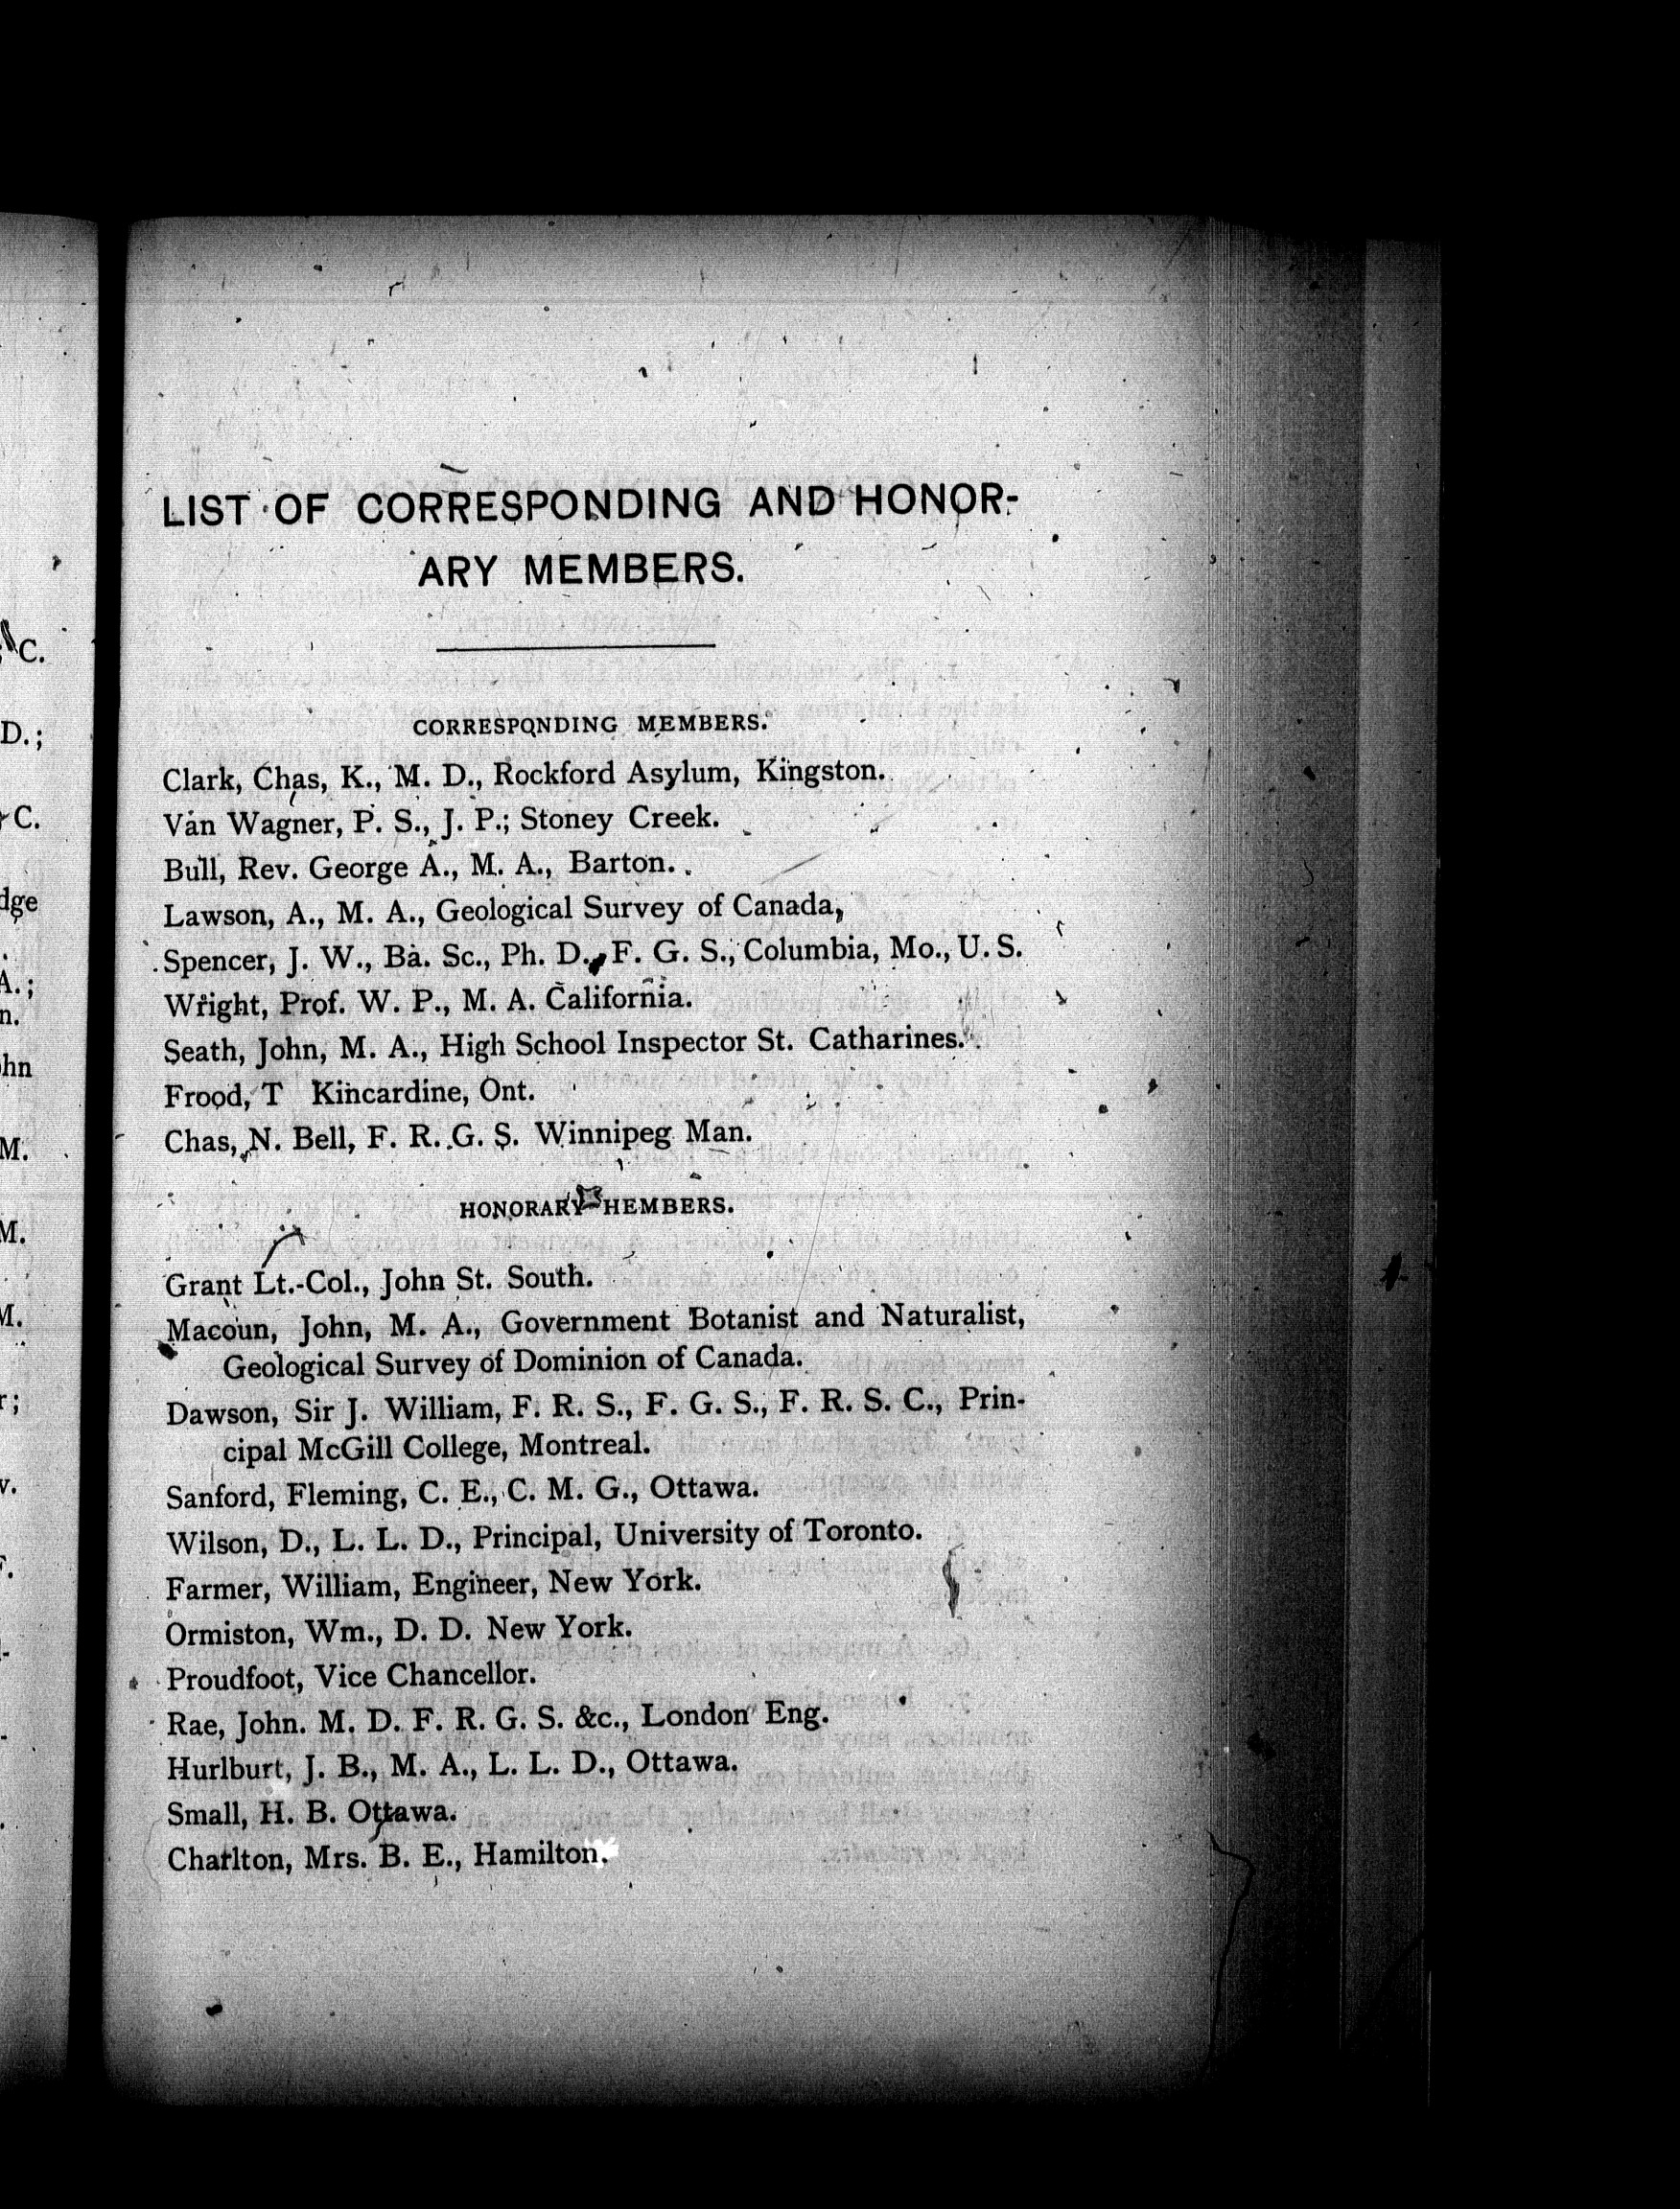 LIST OF CORRESPONDING AND HONOR-
ARY MEMBERS.
CORRESPONDING MEMBERS.
Clark, Chas, K., M. D., Rockford Asylum, Kingston.
Van Wagner, P. S., J. P.; Stoney Creek.
Bull, Rev. George A., M. A., Barton.
Lawson, A., M. A., Geological Survey of Canada,
Spencer, J. W., Ba. Sc., Ph. D., F. G. S., Columbia, Mo., U. S.
Wright, Prof. W. P., M. A. California.
Seath, John, M. A., High School Inspector St. Catharines.
Frood, T Kincardine, Ont.
Chas, N. Bell, F. R. G. S. Winnipeg Man.
HONORARY HEMBERS.
Grant Lt.-Col., John St. South.
Macoun, John, M. A., Government Botanist and Naturalist,
Geological Survey of Dominion of Canada.
Dawson, Sir J. William, F. R. S., F. G. S., F. R. S. C., Prin-
cipal McGill College, Montreal.
Sanford, Fleming, C. E., C. M. G., Ottawa.
Wilson, D., L. L. D., Principal, University of Toronto.
Farmer, William, Engineer, New York.
Ormiston, Wm., D. D. New York.
Proudfoot, Vice Chancellor.
Rae, John. M. D. F. R. G. S. &c., London Eng.
Hurlburt, J. B., M. A., L. L. D., Ottawa.
Small, H. B. Ottawa.
Charlton, Mrs. B. E., Hamilton.